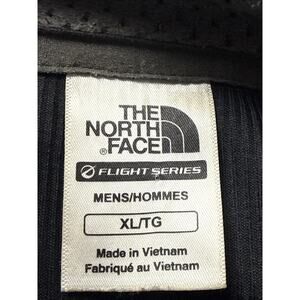 THE
NORTH
FACE
®
FLIGHT SERIES
MENS/HOMMES
XL/TG
Made in Vietnam
Fabriqué au Vietnam